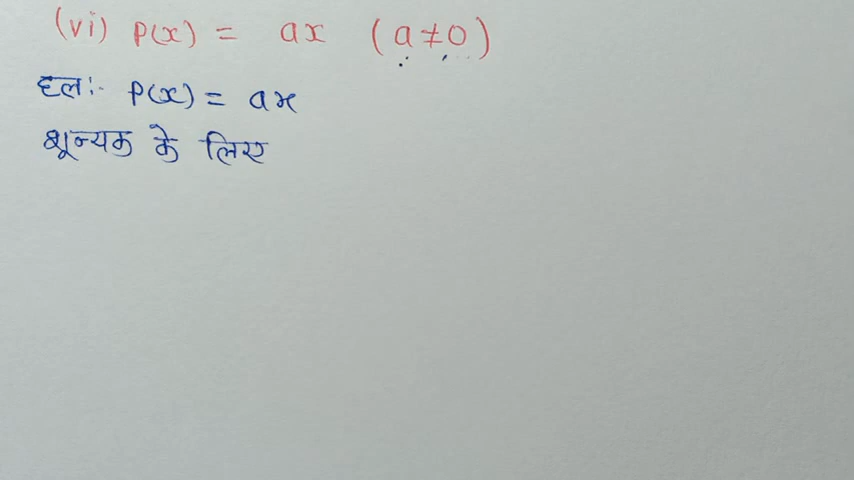 (vi) p(x) = ax (a≠0)
हल:- p(x) = ax
शून्यक के लिए